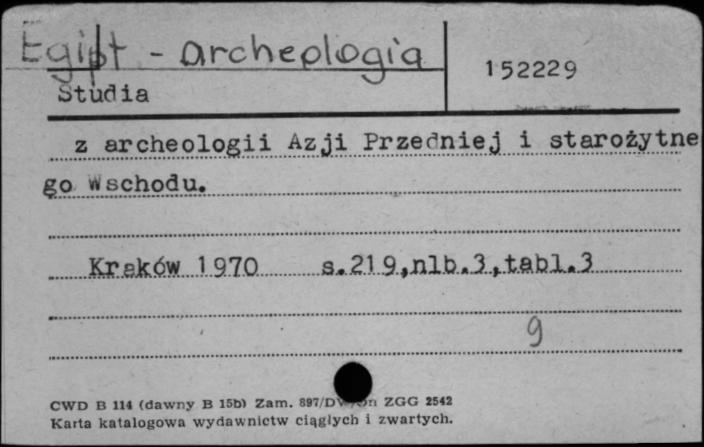 Egipt - archeologia
152229
Studia
z archeologii Azji Przedniej i starożytne
go Wschodu.
Kraków 1970 s.219,nlb.3,tabl.3
9
CWD B 114 (dawny B 15b) Zam. 897/ ZGG 2542
Karta katalogowa wydawnictw ciągłych i zwartych.